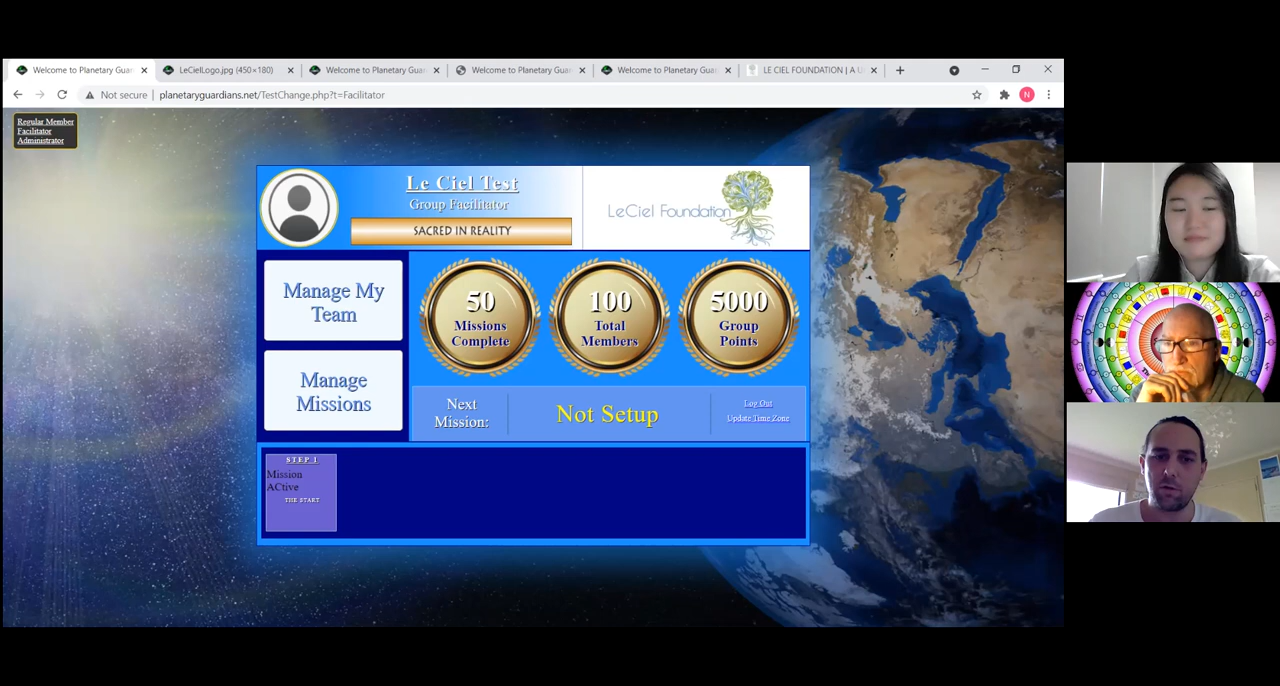 Welcome to Planetary Guar
LeCielLogo.jpg (450×180)
Welcome to Planetary Guar
Welcome to Planetary Guar
Welcome to Planetary Guar
LE CIEL FOUNDATION | A U
Not secure
planetaryguardians.net/TestChange.php?t=Facilitator
N
Regular Member
Facilitator
Administrator
Le Ciel Test
Group Facilitator
SACRED IN REALITY
LeCiel Foundation
Manage My
Team
Manage
Missions
50
Missions
Complete
100
Total
Members
5000
Group
Points
Next
Mission:
Not Setup
Log Out
Update Time Zone
STEP 1
Mission
ACtive
THE START